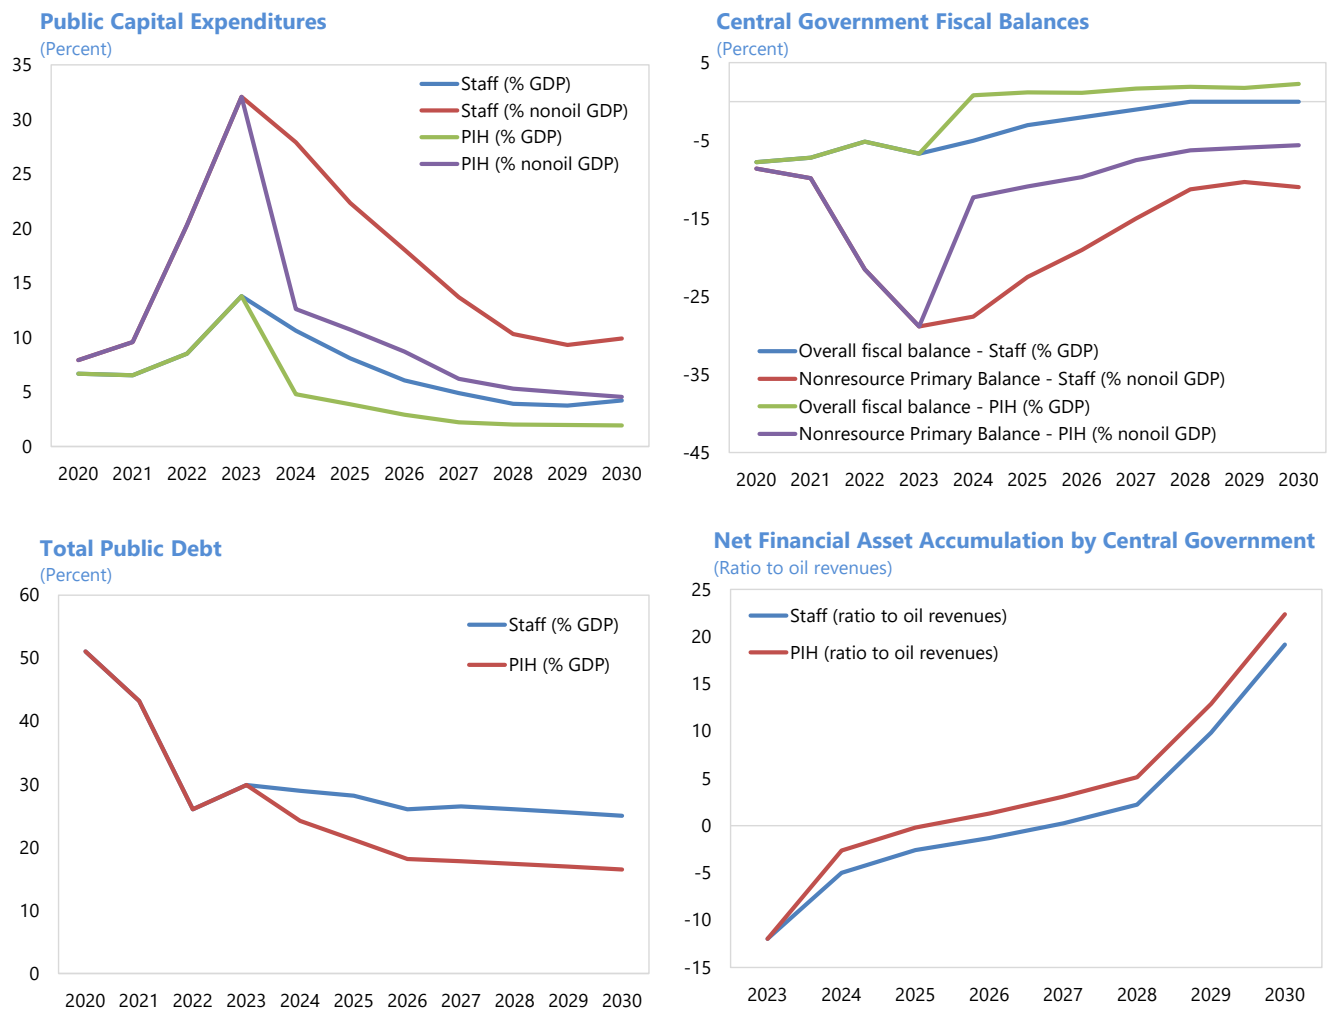 Public Capital Expenditures
(Percent)
35
30
25
20
15
10
5
0
Staff (% GDP)
Staff (% nonoil GDP)
PIH (% GDP)
PIH (% nonoil GDP)
2020 2021 2022 2023 2024 2025 2026 2027 2028 2029 2030
Central Government Fiscal Balances
(Percent)
5
-5
-15
-25
-35
-45
Overall fiscal balance - Staff (% GDP)
Nonresource Primary Balance - Staff (% nonoil GDP)
Overall fiscal balance - PIH (% GDP)
Nonresource Primary Balance - PIH (% nonoil GDP)
2020 2021 2022 2023 2024 2025 2026 2027 2028 2029 2030
Total Public Debt
(Percent)
60
50
40
30
20
10
0
Staff (% GDP)
PIH (% GDP)
2020 2021 2022 2023 2024 2025 2026 2027 2028 2029 2030
Net Financial Asset Accumulation by Central Government
(Ratio to oil revenues)
25
20
15
10
5
0
-5
-10
-15
Staff (ratio to oil revenues)
PIH (ratio to oil revenues)
2023 2024 2025 2026 2027 2028 2029 2030